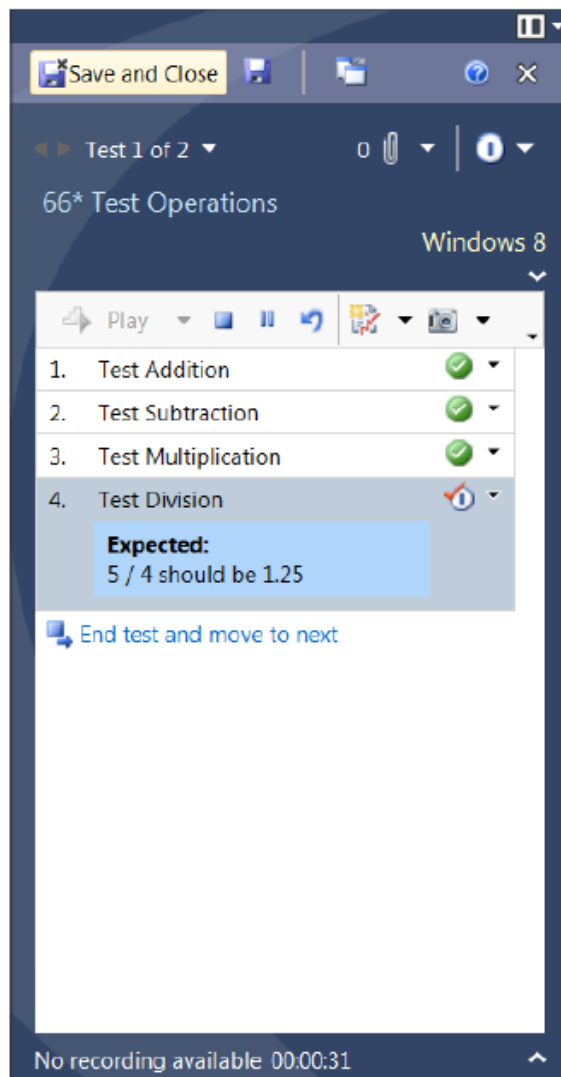 Save and Close
Test 1 of 2 0
66* Test Operations
Windows 8
Play
1. Test Addition
2. Test Subtraction
3. Test Multiplication
4. Test Division
Expected:
5 / 4 should be 1.25
End test and move to next
No recording available 00:00:31